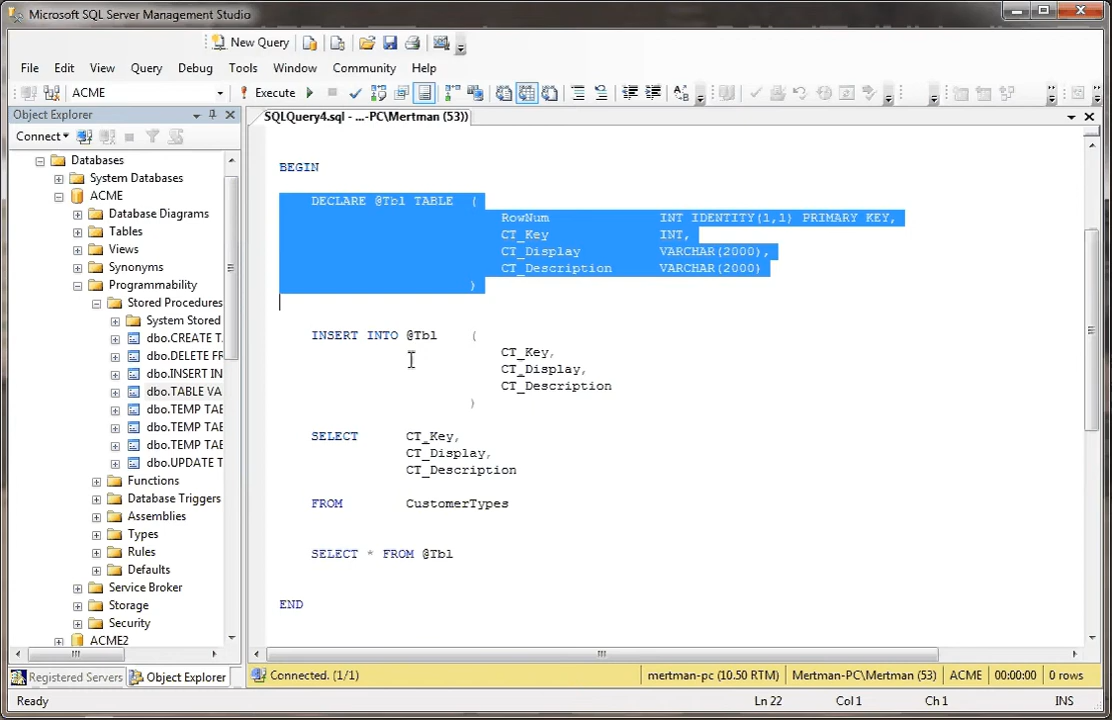 Microsoft SQL Server Management Studio
New Query
File Edit View Query Debug Tools Window Community Help
ACME Execute
Object Explorer
SQLQuery4.sql - ...-PC\Mertman (53))
Connect
Databases
System Databases
ACME
Database Diagrams
Tables
Views
Synonyms
Programmability
Stored Procedures
System Stored
dbo.CREATE T.
dbo.DELETE FR
dbo.INSERT IN
dbo.TABLE VA
dbo.TEMP TAE
dbo.TEMP TAE
dbo.TEMP TAE
dbo.UPDATE T
Functions
Database Triggers
Assemblies
Types
Rules
Defaults
Service Broker
Storage
Security
ACME2
Registered Servers Object Explorer
BEGIN
DECLARE @Tbl TABLE (
RowNum INT IDENTITY(1,1) PRIMARY KEY,
CT_Key INT,
CT_Display VARCHAR(2000),
CT_Description VARCHAR(2000)
)
INSERT INTO @Tbl (
CT_Key,
CT_Display,
CT_Description
)
SELECT CT_Key,
CT_Display,
CT_Description
FROM CustomerTypes
SELECT * FROM @Tbl
END
Connected. (1/1) mertman-pc (10.50 RTM) Mertman-PC\Mertman (53) ACME 00:00:00 0 rows
Ready Ln 22 Col 1 Ch 1 INS